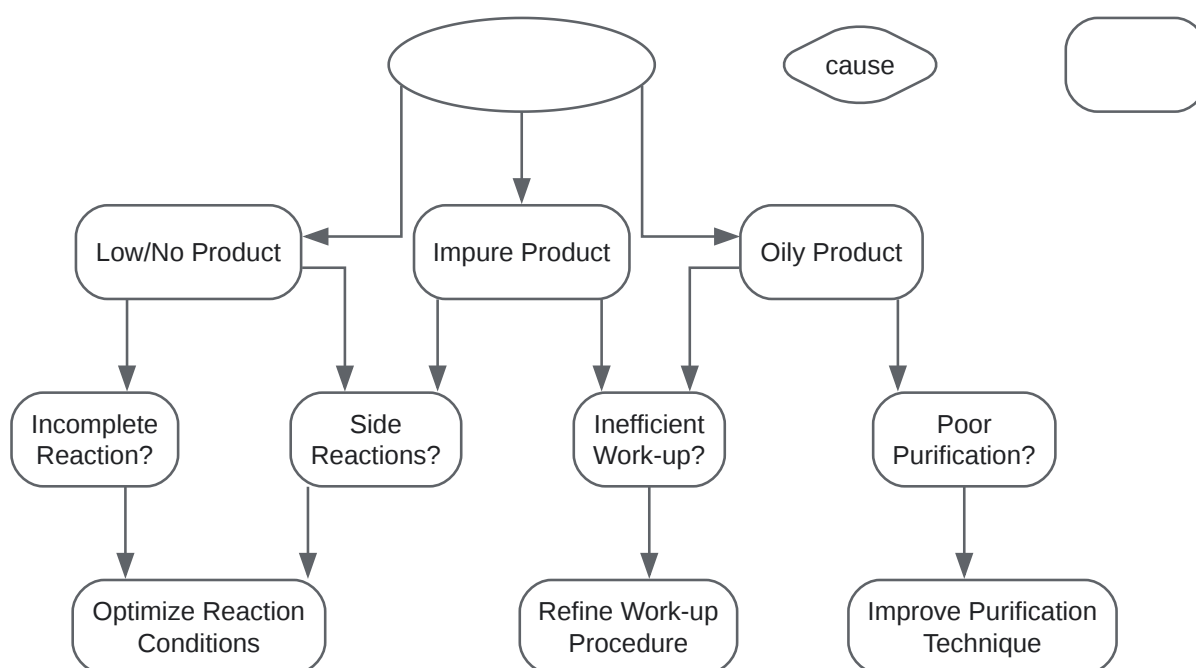 cause
Low/No Product
Impure Product
Oily Product
Incomplete
Reaction?
Side
Reactions?
Inefficient
Work-up?
Poor
Purification?
Optimize Reaction
Conditions
Refine Work-up
Procedure
Improve Purification
Technique